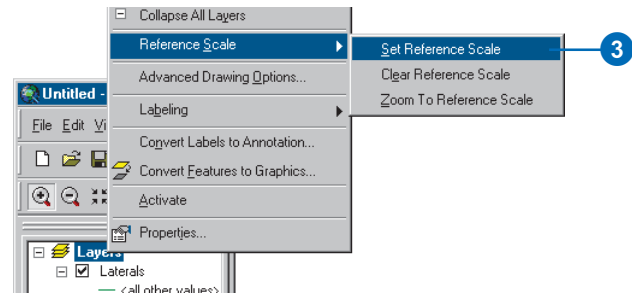 Collapse All Layers
Reference Scale
Set Reference Scale
3
Clear Reference Scale
Zoom To Reference Scale
Advanced Drawing Options...
Labeling
Convert Labels to Annotation...
Convert Features to Graphics...
Activate
Properties...
Untitled -
File Edit Vi
Layers
Laterals
<all other values>